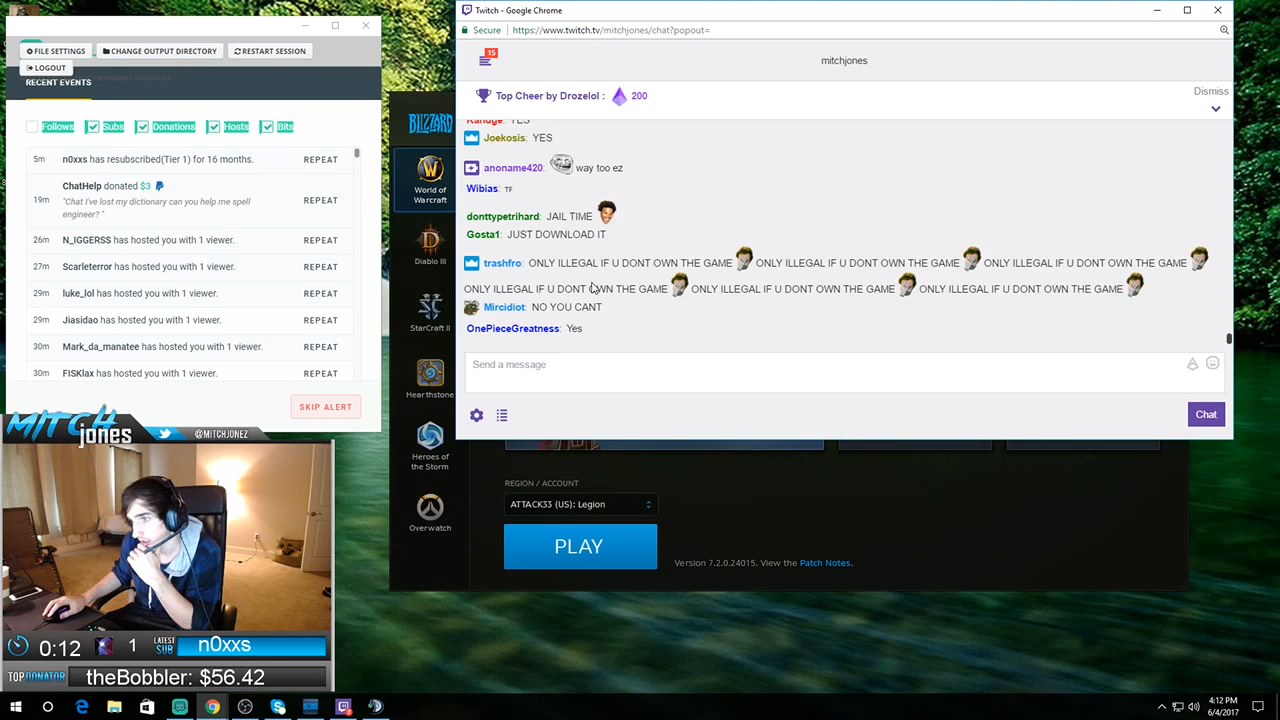 FILE SETTINGS
CHANGE OUTPUT DIRECTORY
RESTART SESSION
LOGOUT
RECENT EVENTS
Follows
Subs
Donations
Hosts
Bits
5m n0xxs has resubscribed(Tier 1) for 16 months. REPEAT
ChatHelp donated $3
19m "Chat I've lost my dictionary can you help me spell REPEAT
engineer? "
26m N_IGGERSS has hosted you with 1 viewer. REPEAT
27m Scarleterror has hosted you with 1 viewer. REPEAT
29m luke_lol has hosted you with 1 viewer. REPEAT
29m Jiasidao has hosted you with 1 viewer. REPEAT
30m Mark_da_manatee has hosted you with 1 viewer. REPEAT
30m FISKlax has hosted you with 1 viewer. REPEAT
SKIP ALERT
MITCH
jones
@MITCHJONEZ
0:12
1
LATEST
SUB
n0xxs
TOP DONATOR
theBobbler: $56.42
BLIZZARD
World of
Warcraft
Diablo III
StarCraft II
Hearthstone
Heroes of
the Storm
Overwatch
Twitch - Google Chrome
Secure https://www.twitch.tv/mitchjones/chat?popout=
15
mitchjones
Top Cheer by Drozelol : 200
Dismiss
Randge: YES
Joekosis: YES
anoname420: way too ez
Wibias: TF
donttypetrihard: JAIL TIME
Gosta1: JUST DOWNLOAD IT
trashfro: ONLY ILLEGAL IF U DONT OWN THE GAME ONLY ILLEGAL IF U DONT OWN THE GAME ONLY ILLEGAL IF U DONT OWN THE GAME
ONLY ILLEGAL IF U DONT OWN THE GAME ONLY ILLEGAL IF U DONT OWN THE GAME ONLY ILLEGAL IF U DONT OWN THE GAME
Mircidiot: NO YOU CANT
OnePieceGreatness: Yes
Send a message
Chat
REGION / ACCOUNT
ATTACK33 (US): Legion
PLAY
Version 7.2.0.24015. View the Patch Notes.
4:12 PM
6/4/2017